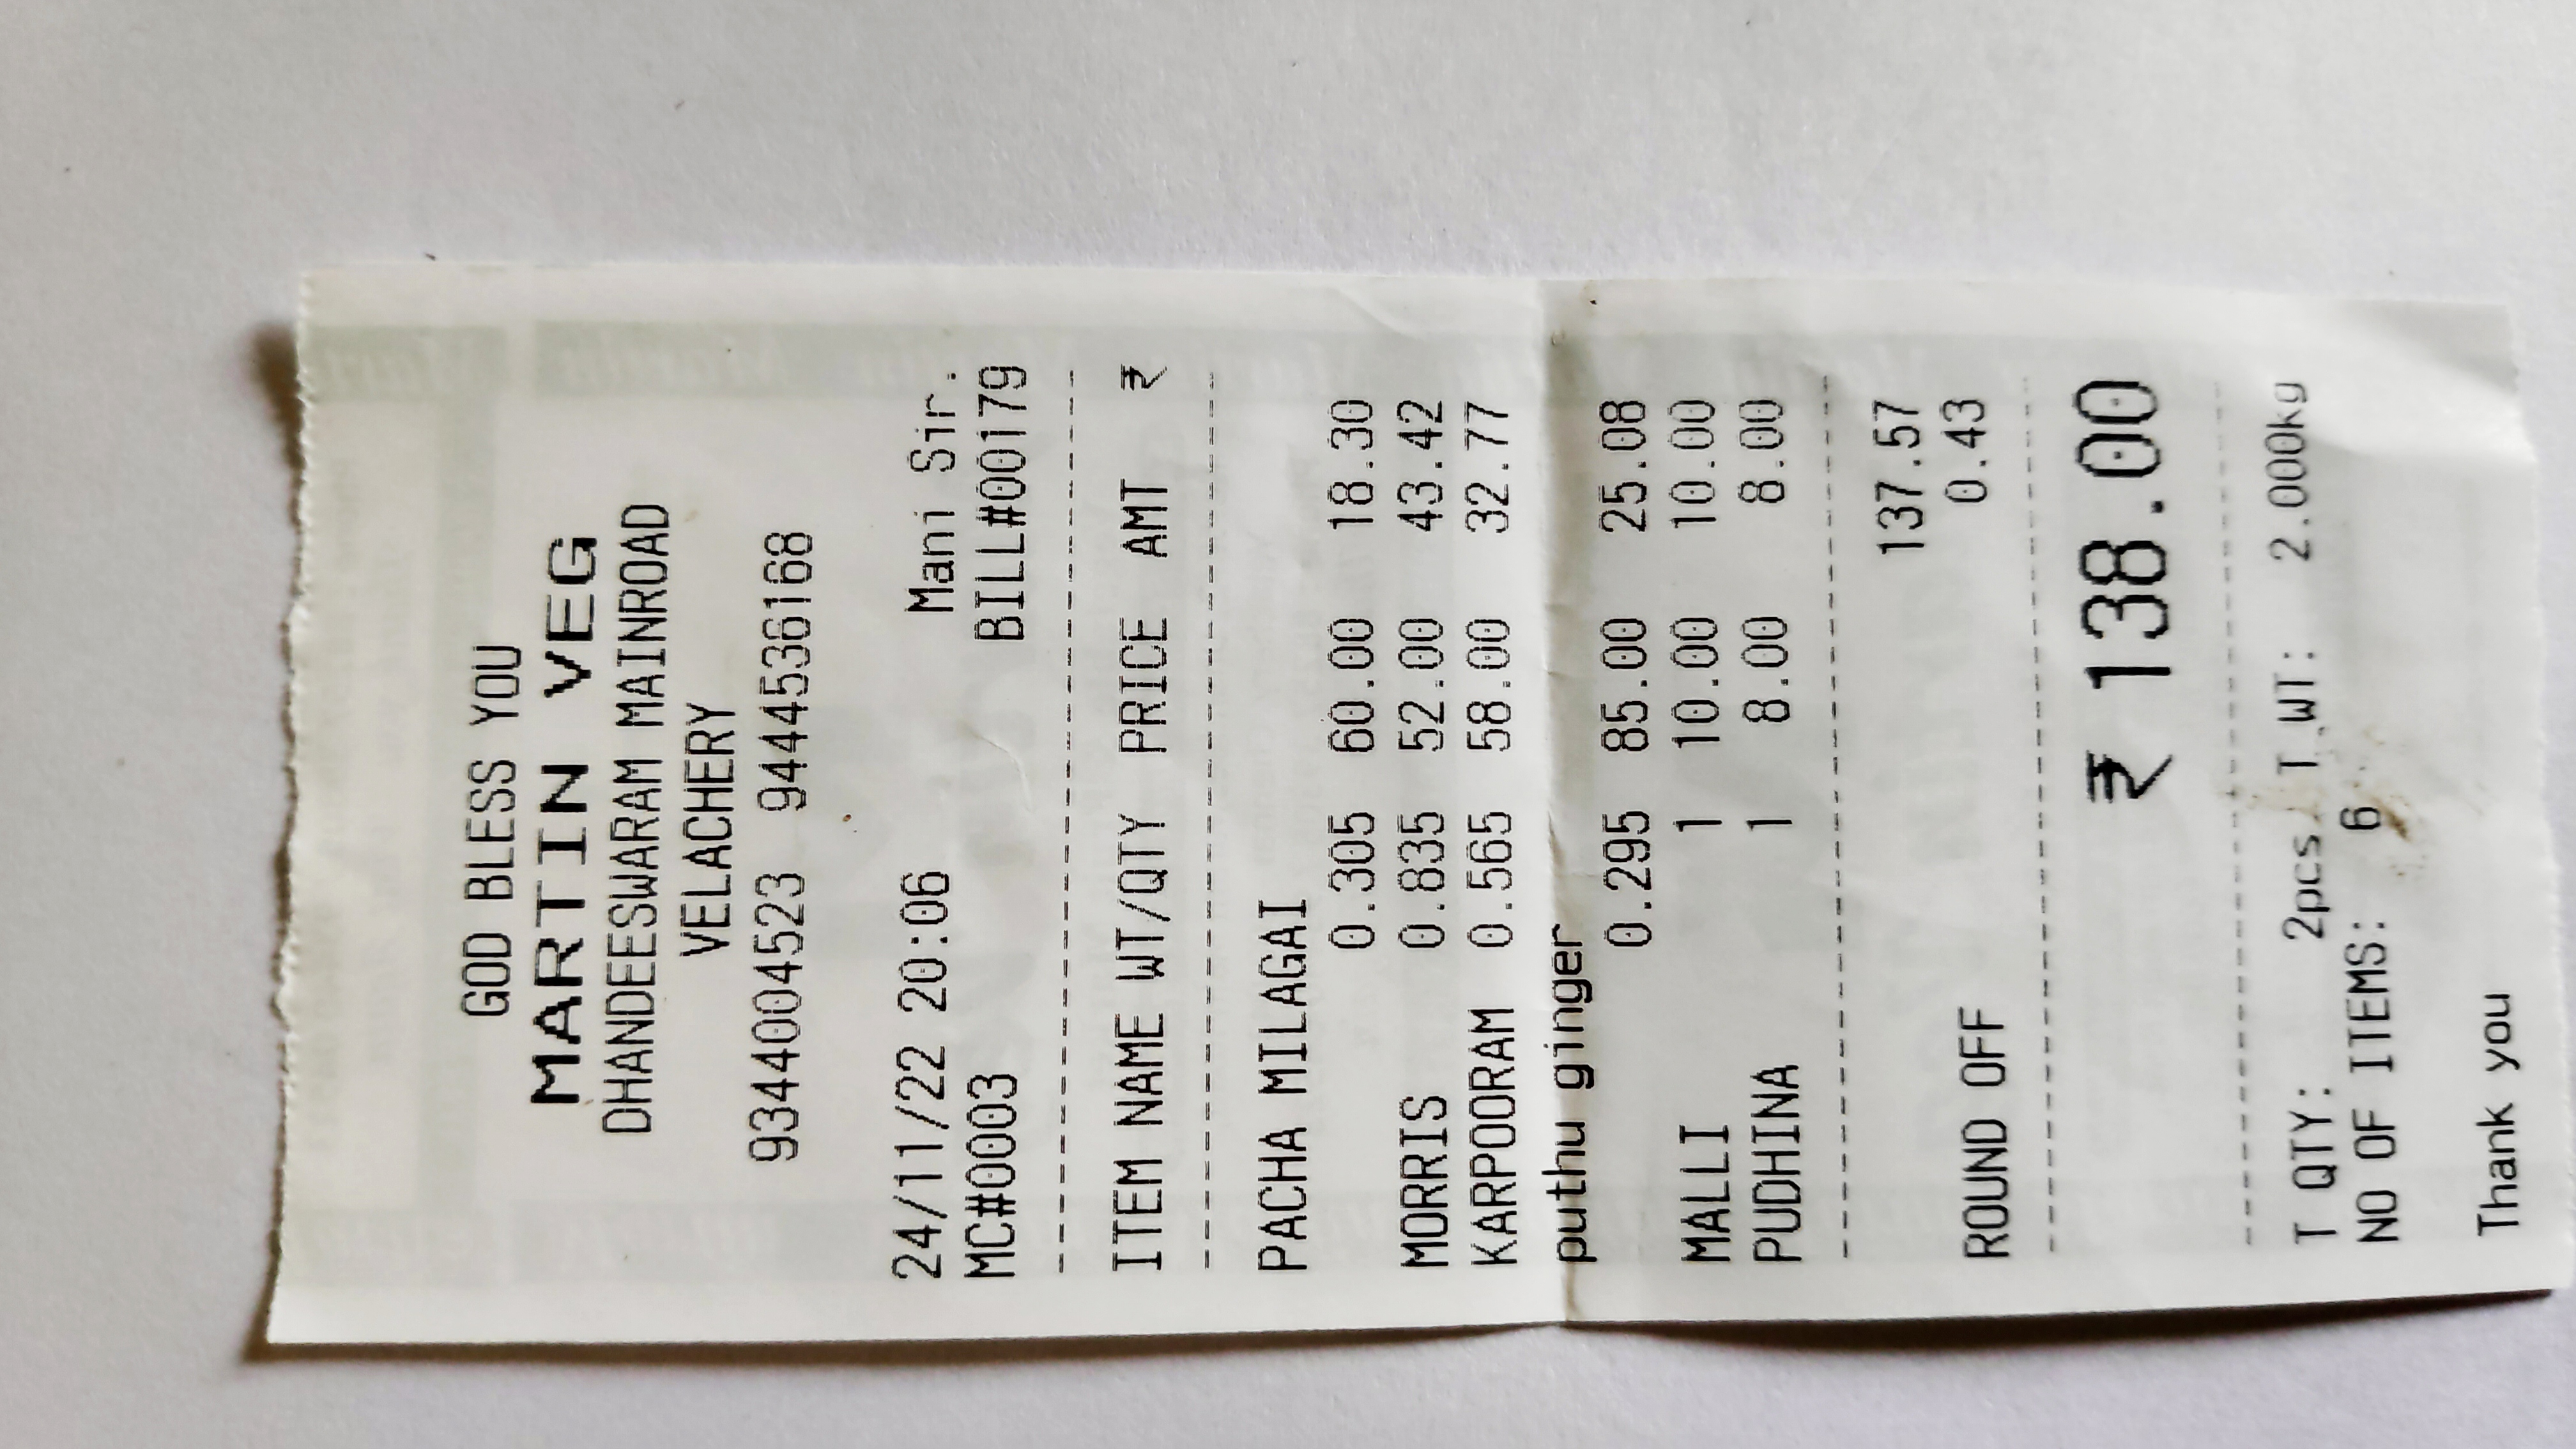 GOD BLESS YOU
MARTIN VEG
DHANDEESWARAM MAINROAD
VELACHERY
9344004523 9444536168
24/11/22 20:06 Mani Sir.
MC#0003 BILL#00179
ITEM NAME WT/QTY PRICE AMT ₹
PACHA MILAGAI
0.305 60.00 18.30
MORRIS 0.835 52.00 43.42
KARPOORAM 0.565 58.00 32.77
puthu ginger
0.295 85.00 25.08
MALLI 1 10.00 10.00
PUDHINA 1 8.00 8.00
137.57
ROUND OFF 0.43
₹ 138.00
T QTY: 2pcs T WT: 2.000kg
NO OF ITEMS: 6
Thank you